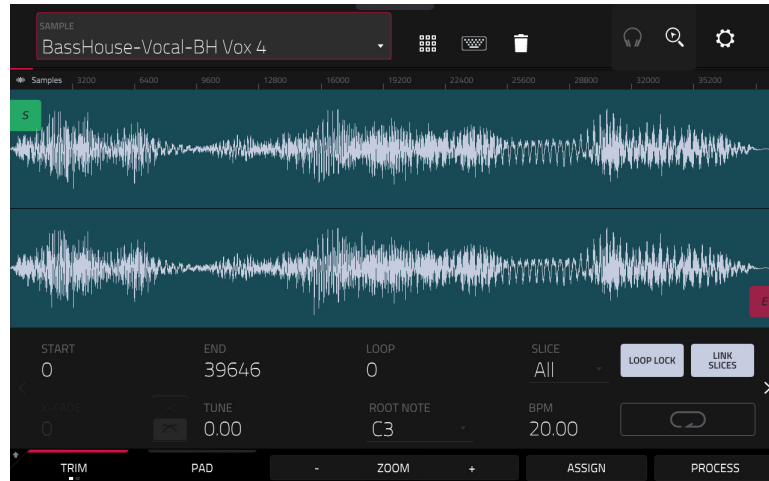 SAMPLE
BassHouse-Vocal-BH Vox 4
Samples 3200 6400 9600 12800 16000 19200 22400 25600 28800 32000 35200
S
E
START END LOOP SLICE
0 39646 0 All LOOP LOCK LINK SLICES
X-FADE TUNE ROOT NOTE BPM
0 0.00 C3 20.00
TRIM PAD - ZOOM + ASSIGN PROCESS